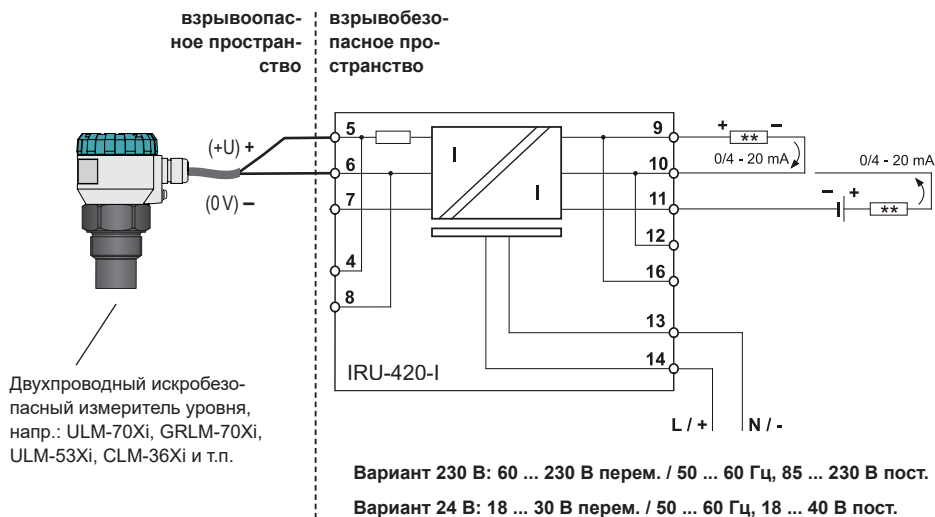 взрывоопас-
ное простран-
ство
взрывобезо-
пасное про-
странство
(+U) +
(0 V) −
5
6
7
4
8
I
I
9
10
11
12
16
13
14
IRU-420-I
+ ** −
0/4 - 20 mA
0/4 - 20 mA
− + **
L / +
N / -
Двухпроводный искробезо-
пасный измеритель уровня,
напр.: ULM-70Xi, GRLM-70Xi,
ULM-53Xi, CLM-36Xi и т.п.
Вариант 230 В: 60 ... 230 В перем. / 50 ... 60 Гц, 85 ... 230 В пост.
Вариант 24 В: 18 ... 30 В перем. / 50 ... 60 Гц, 18 ... 40 В пост.